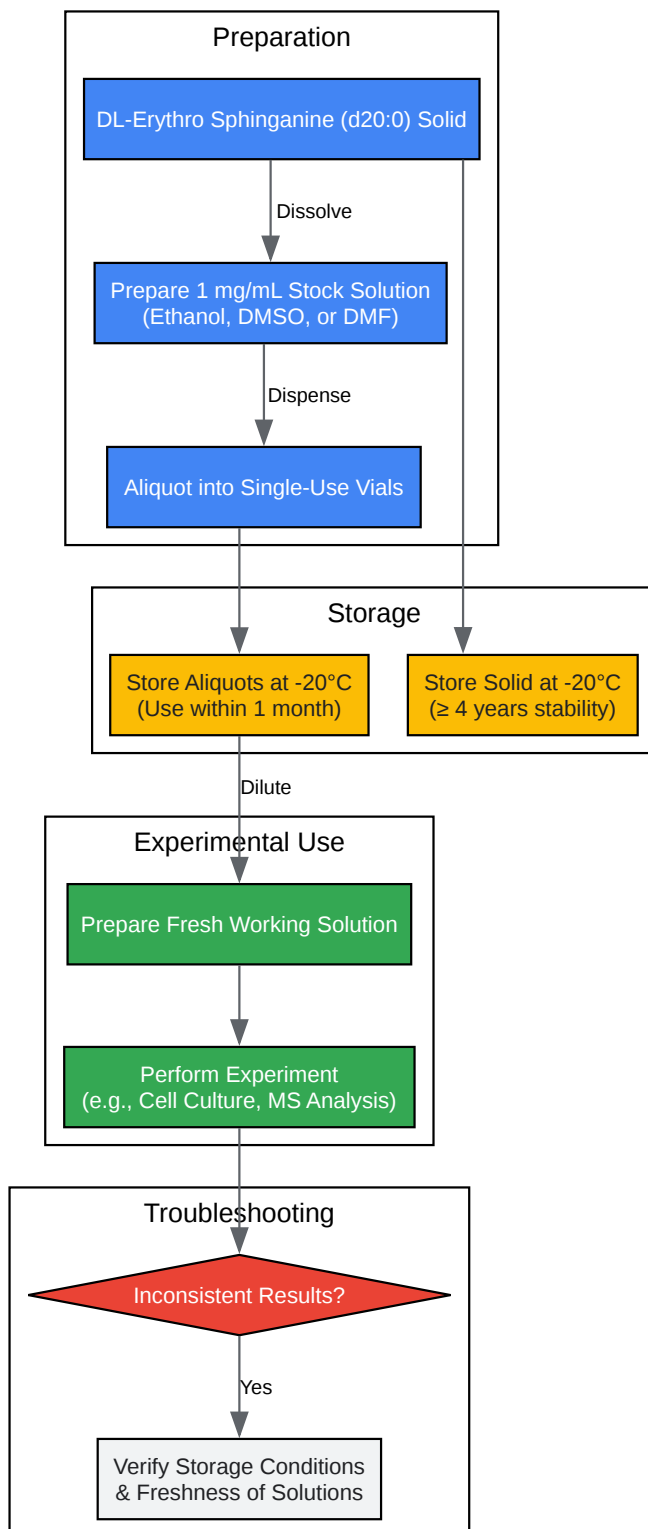 Preparation
DL-Erythro Sphinganine (d20:0) Solid
Dissolve
Prepare 1 mg/mL Stock Solution
(Ethanol, DMSO, or DMF)
Dispense
Aliquot into Single-Use Vials
Storage
Store Aliquots at -20°C
(Use within 1 month)
Store Solid at -20°C
(≥ 4 years stability)
Dilute
Experimental Use
Prepare Fresh Working Solution
Perform Experiment
(e.g., Cell Culture, MS Analysis)
Troubleshooting
Inconsistent Results?
Yes
Verify Storage Conditions
& Freshness of Solutions